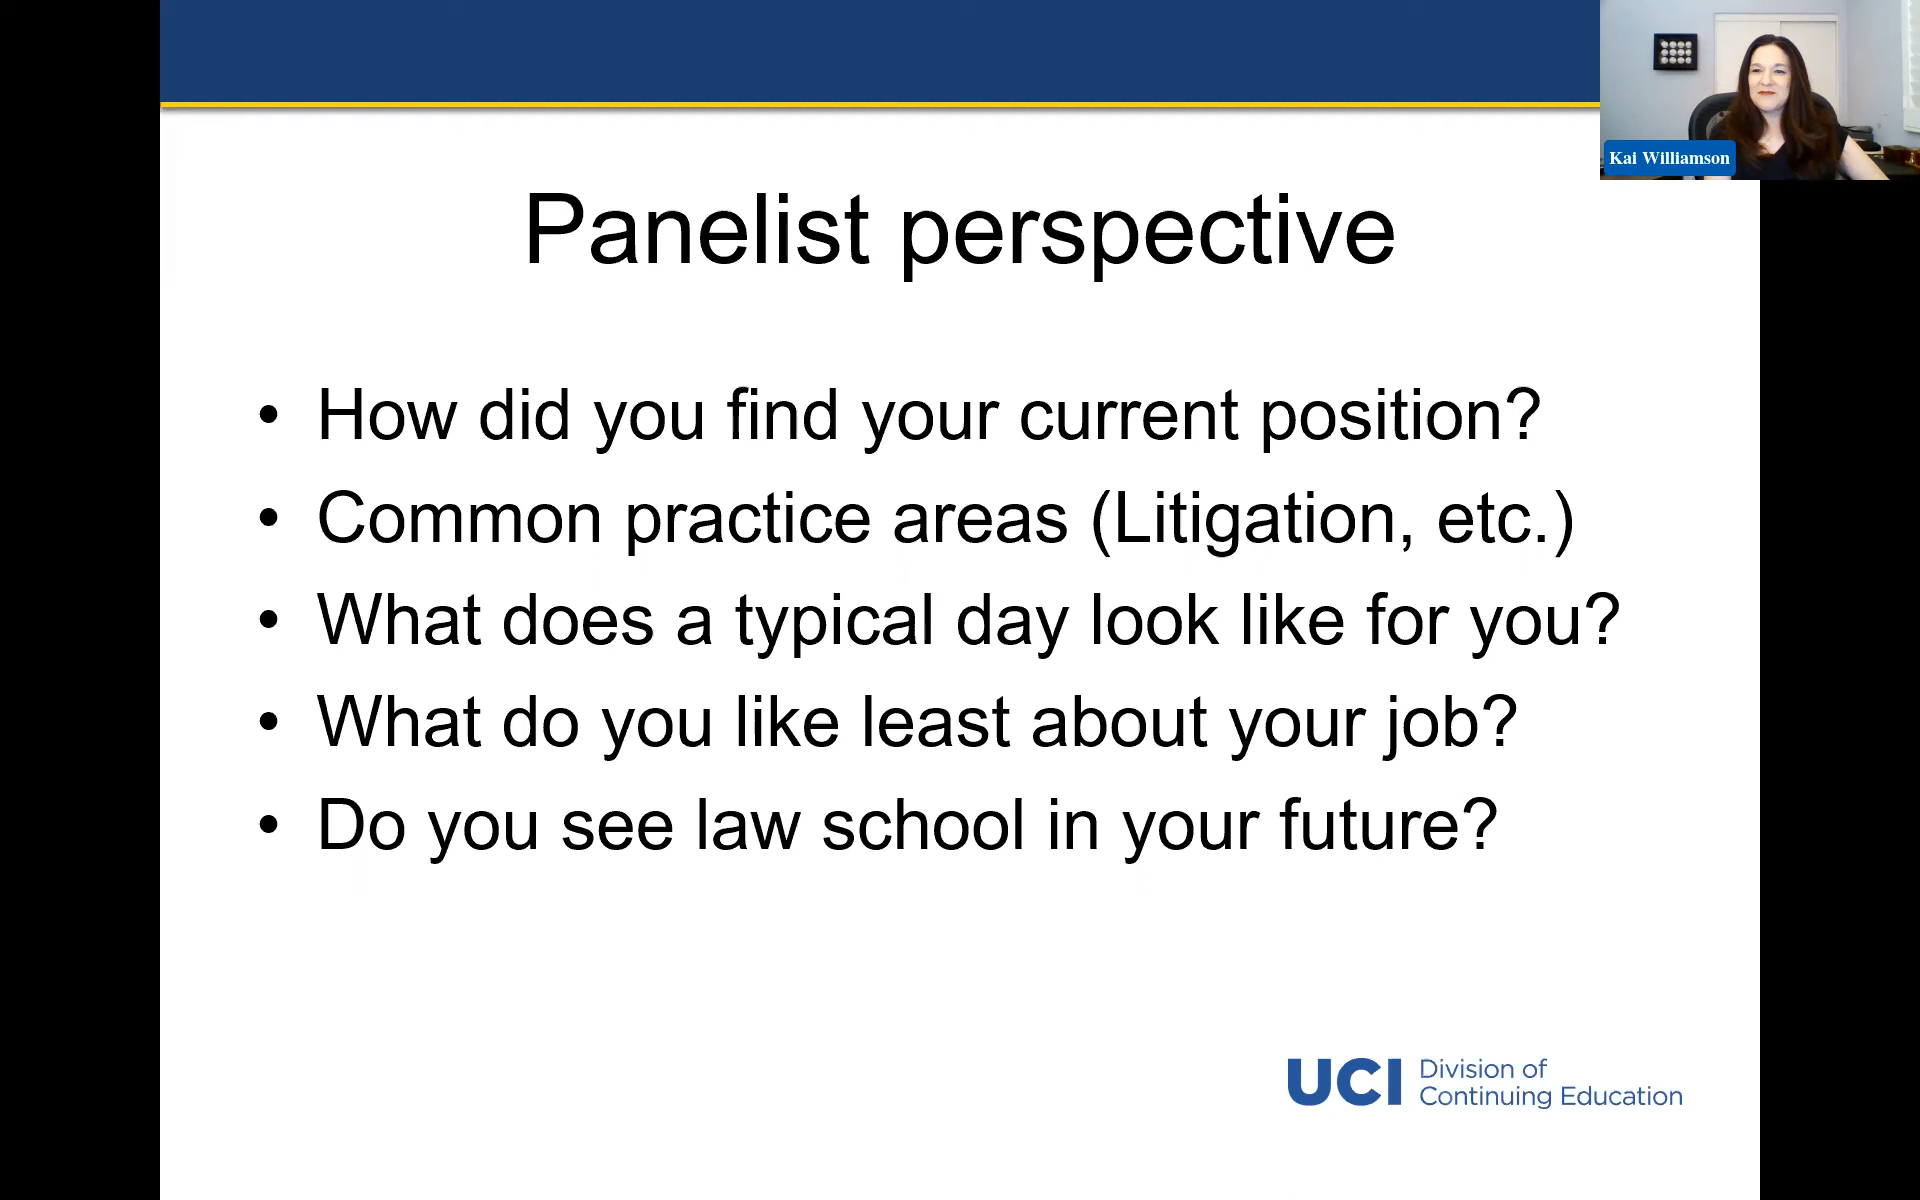 Kai Williamson
Panelist perspective
• How did you find your current position?
• Common practice areas (Litigation, etc.)
• What does a typical day look like for you?
• What do you like least about your job?
• Do you see law school in your future?
UCI Division of
Continuing Education